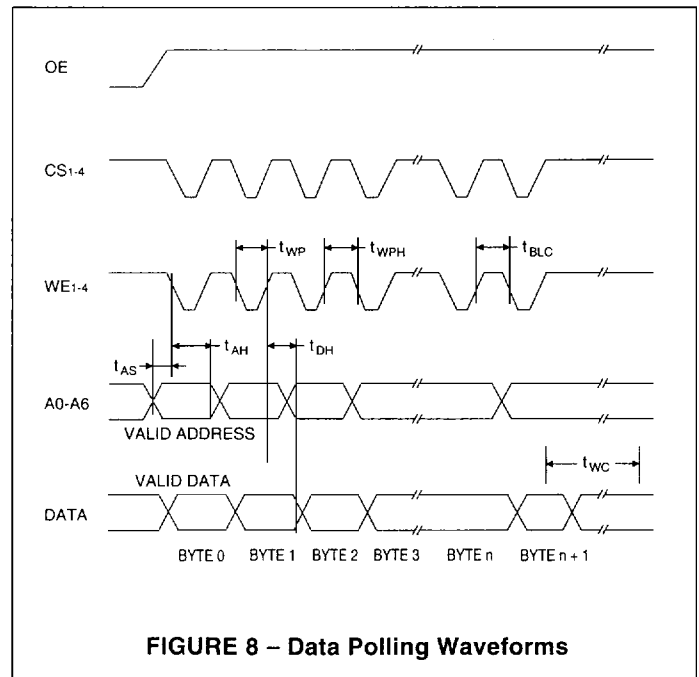 OE
CS1-4
tWP
tWPH
tBLC
WE1-4
tAH
tDH
tAS
A0-A6
VALID ADDRESS
tWC
VALID DATA
DATA
BYTE 0 BYTE 1 BYTE 2 BYTE 3 BYTE n BYTE n + 1
FIGURE 8 – Data Polling Waveforms